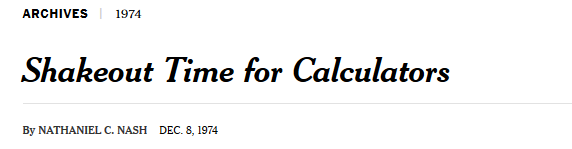 ARCHIVES | 1974
Shakeout Time for Calculators
By NATHANIEL C. NASH DEC. 8, 1974